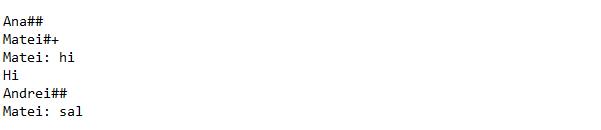 Ana##
Matei#+
Matei: hi
Hi
Andrei##
Matei: sal